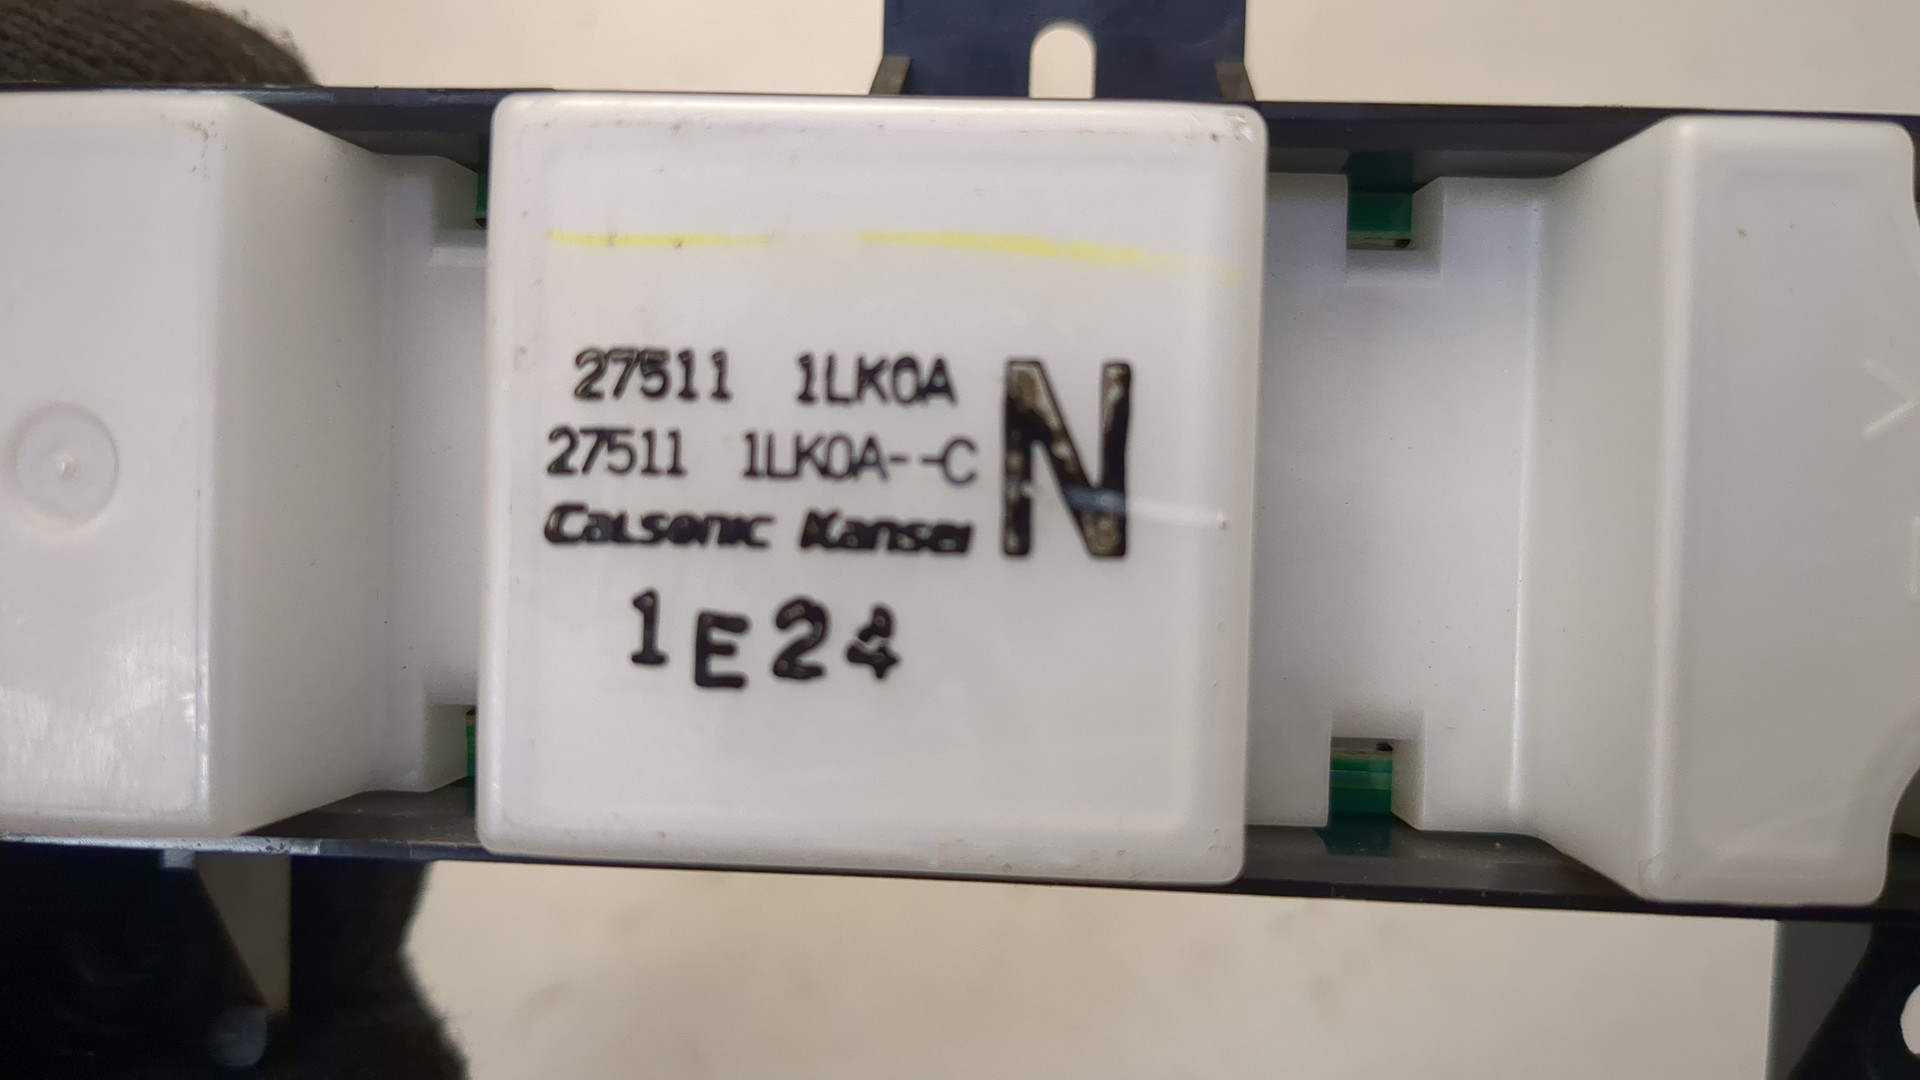 27511 1LK0A
27511 1LK0A--C
N
Calsonic Kansei
1E24